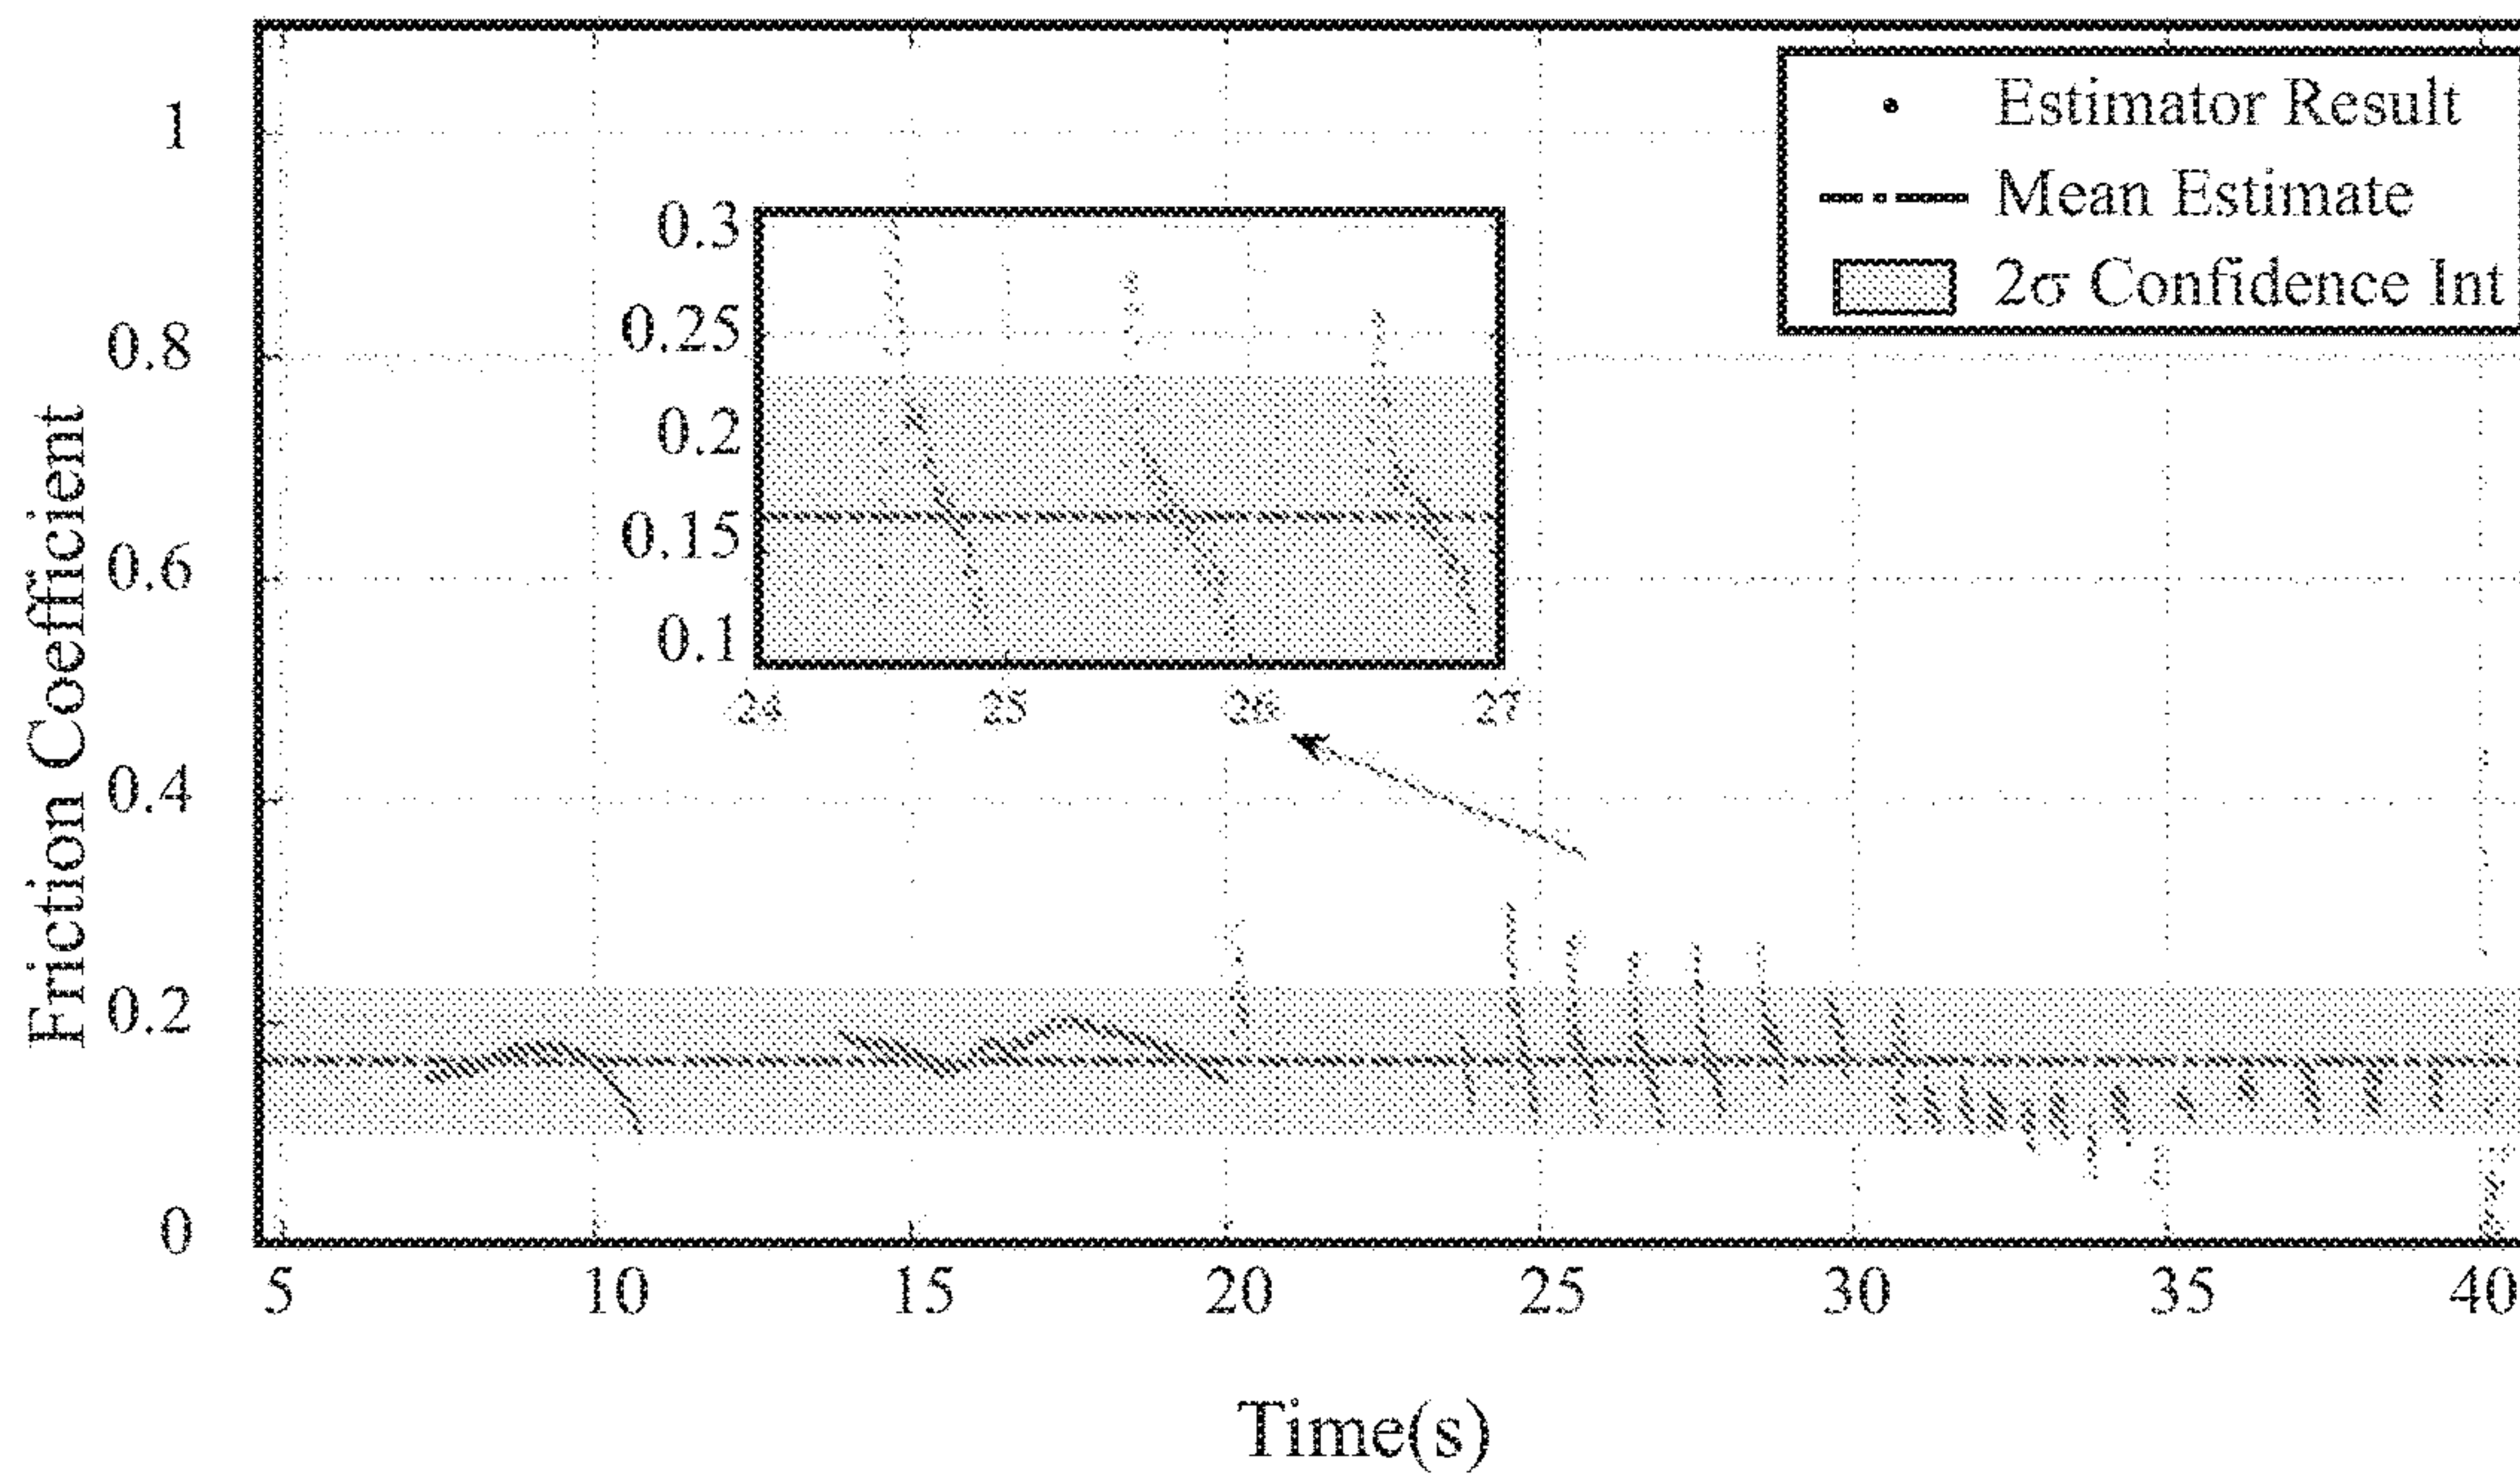 Estimator Result
Mean Estimate
2σ Confidence Int
Friction Coefficient
1
0.8
0.6
0.4
0.2
0
0.3
0.25
0.2
0.15
0.1
24 25 26 27
5 10 15 20 25 30 35 40
Time(s)